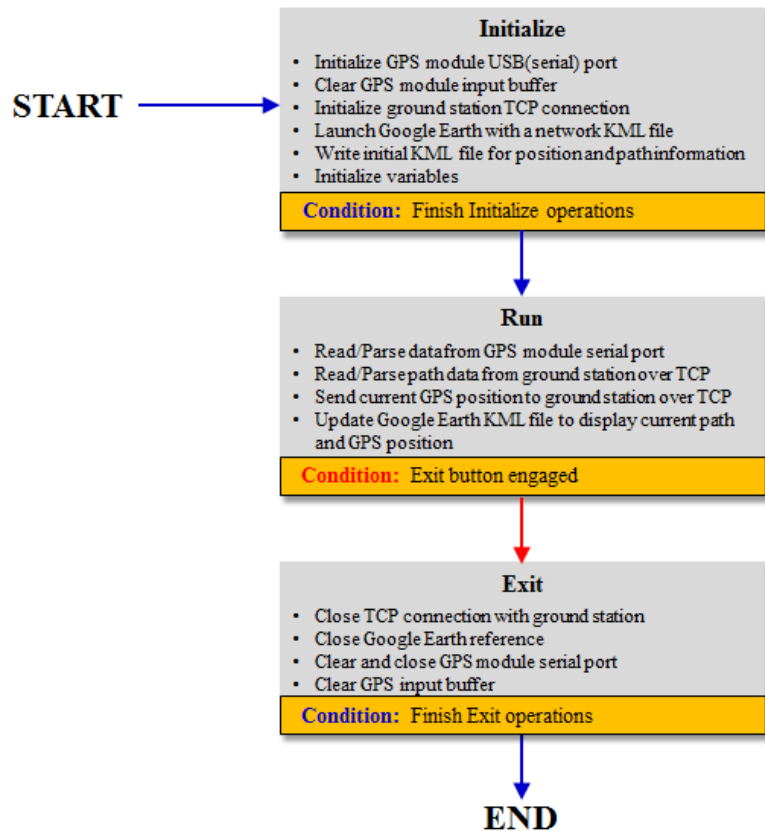 Initialize
• Initialize GPS module USB(serial) port
• Clear GPS module input buffer
START
• Initialize ground station TCP connection
• Launch Google Earth with a network KML file
• Write initial KML file for position and path information
• Initialize variables
Condition: Finish Initialize operations
Run
• Read/Parse data from GPS module serial port
• Read/Parse path data from ground station over TCP
• Send current GPS position to ground station over TCP
• Update Google Earth KML file to display current path
and GPS position
Condition: Exit button engaged
Exit
• Close TCP connection with ground station
• Close Google Earth reference
• Clear and close GPS module serial port
• Clear GPS input buffer
Condition: Finish Exit operations
END